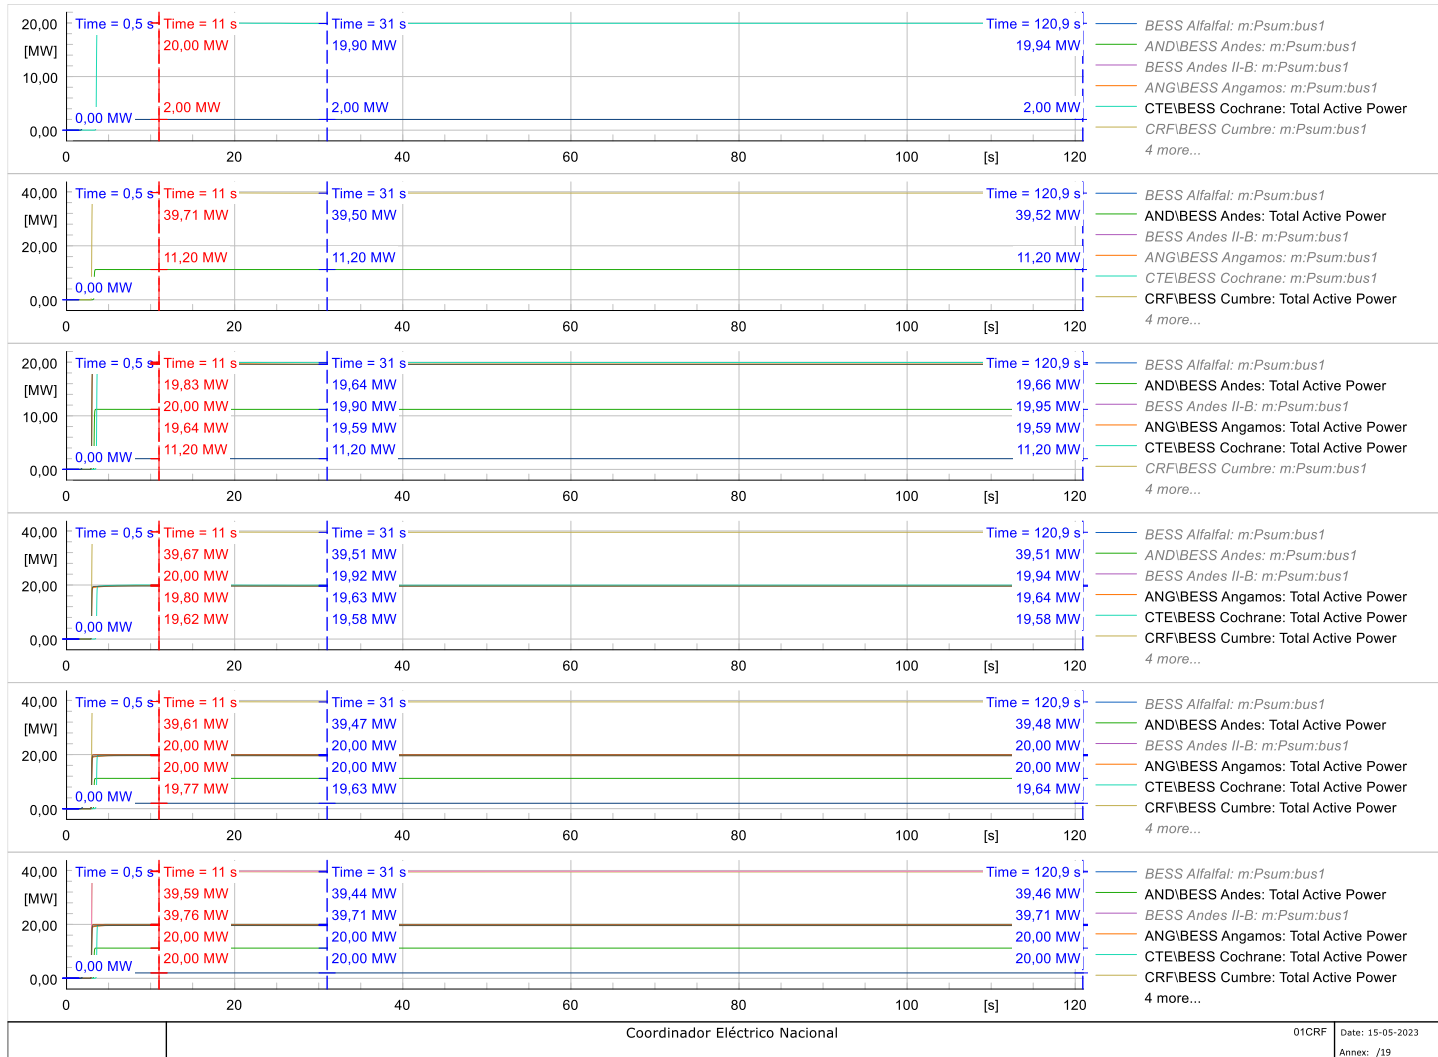 20,00
[MW]
10,00
0,00
Time = 0,5 s
Time = 11 s
Time = 31 s
Time = 120,9 s
20,00 MW
19,90 MW
19,94 MW
2,00 MW
2,00 MW
2,00 MW
0,00 MW
0 20 40 60 80 100 [s] 120
BESS Alfalfal: m:Psum:bus1
AND\BESS Andes: m:Psum:bus1
BESS Andes II-B: m:Psum:bus1
ANG\BESS Angamos: m:Psum:bus1
CTE\BESS Cochrane: Total Active Power
CRF\BESS Cumbre: m:Psum:bus1
4 more...
40,00
[MW]
20,00
0,00
Time = 0,5 s
Time = 11 s
Time = 31 s
Time = 120,9 s
39,71 MW
39,50 MW
39,52 MW
11,20 MW
11,20 MW
11,20 MW
0,00 MW
0 20 40 60 80 100 [s] 120
BESS Alfalfal: m:Psum:bus1
AND\BESS Andes: Total Active Power
BESS Andes II-B: m:Psum:bus1
ANG\BESS Angamos: m:Psum:bus1
CTE\BESS Cochrane: m:Psum:bus1
CRF\BESS Cumbre: Total Active Power
4 more...
20,00
[MW]
10,00
0,00
Time = 0,5 s
Time = 11 s
Time = 31 s
Time = 120,9 s
19,83 MW
19,64 MW
19,66 MW
20,00 MW
19,90 MW
19,95 MW
19,64 MW
19,59 MW
19,59 MW
11,20 MW
11,20 MW
11,20 MW
0,00 MW
0 20 40 60 80 100 [s] 120
BESS Alfalfal: m:Psum:bus1
AND\BESS Andes: Total Active Power
BESS Andes II-B: m:Psum:bus1
ANG\BESS Angamos: Total Active Power
CTE\BESS Cochrane: Total Active Power
CRF\BESS Cumbre: m:Psum:bus1
4 more...
40,00
[MW]
20,00
0,00
Time = 0,5 s
Time = 11 s
Time = 31 s
Time = 120,9 s
39,67 MW
39,51 MW
39,51 MW
20,00 MW
19,92 MW
19,94 MW
19,80 MW
19,63 MW
19,64 MW
19,62 MW
19,58 MW
19,58 MW
0,00 MW
0 20 40 60 80 100 [s] 120
BESS Alfalfal: m:Psum:bus1
AND\BESS Andes: m:Psum:bus1
BESS Andes II-B: m:Psum:bus1
ANG\BESS Angamos: Total Active Power
CTE\BESS Cochrane: Total Active Power
CRF\BESS Cumbre: Total Active Power
4 more...
40,00
[MW]
20,00
0,00
Time = 0,5 s
Time = 11 s
Time = 31 s
Time = 120,9 s
39,61 MW
39,47 MW
39,48 MW
20,00 MW
20,00 MW
20,00 MW
20,00 MW
20,00 MW
20,00 MW
19,77 MW
19,63 MW
19,64 MW
0,00 MW
0 20 40 60 80 100 [s] 120
BESS Alfalfal: m:Psum:bus1
AND\BESS Andes: Total Active Power
BESS Andes II-B: m:Psum:bus1
ANG\BESS Angamos: Total Active Power
CTE\BESS Cochrane: Total Active Power
CRF\BESS Cumbre: Total Active Power
4 more...
40,00
[MW]
20,00
0,00
Time = 0,5 s
Time = 11 s
Time = 31 s
Time = 120,9 s
39,59 MW
39,44 MW
39,46 MW
39,76 MW
39,71 MW
39,71 MW
20,00 MW
20,00 MW
20,00 MW
20,00 MW
20,00 MW
20,00 MW
0,00 MW
0 20 40 60 80 100 [s] 120
BESS Alfalfal: m:Psum:bus1
AND\BESS Andes: Total Active Power
BESS Andes II-B: m:Psum:bus1
ANG\BESS Angamos: Total Active Power
CTE\BESS Cochrane: Total Active Power
CRF\BESS Cumbre: Total Active Power
4 more...
Coordinador Eléctrico Nacional
01CRF
Date: 15-05-2023
Annex: /19